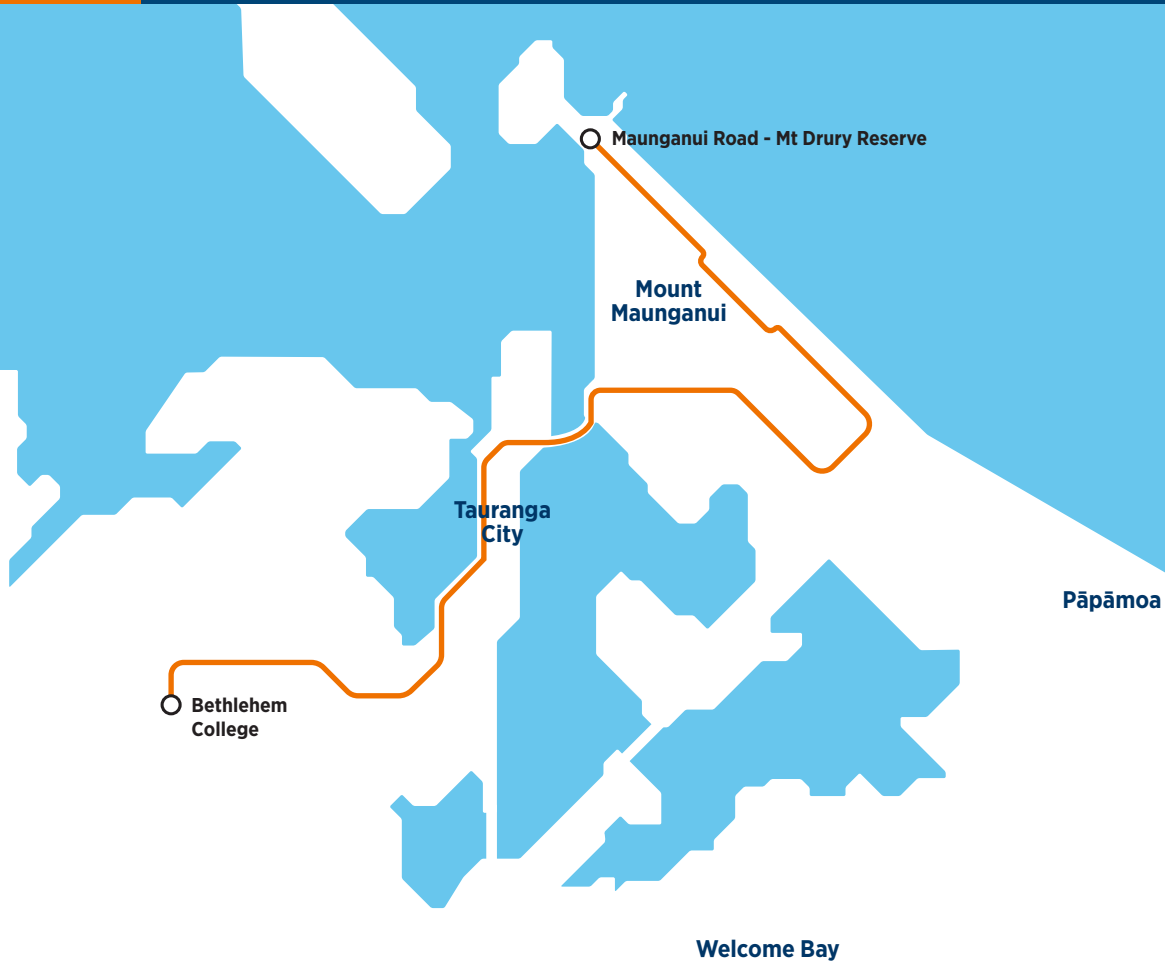 Maunganui Road - Mt Drury Reserve
Mount
Maunganui
Tauranga
City
Pāpāmoa
Bethlehem
College
Welcome Bay